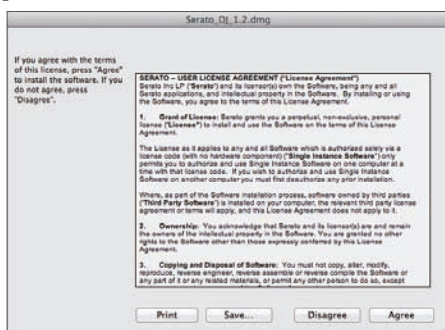 Serato_DJ_1.2.dmg
If you agree with the terms
of this license, press "Agree"
to install the software. If you
do not agree, press
"Disagree".
SERATO – USER LICENSE AGREEMENT ("License Agreement")
Serato Inc LP ("Serato") and its licensor(s) own the Software, being any and all
Serato applications, and intellectual property in the Software. By installing or using
the Software, you agree to the terms of this License Agreement.
1. Grant of License: Serato grants you a perpetual, non-exclusive, personal
license ("License") to install and use the Software on the terms of this License
Agreement.
The License as it applies to any and all Software which is authorized solely via a
license code (with no hardware component) ("Single Instance Software") only
permits you to authorize and use Single Instance Software on one computer at a
time with that license code. If you wish to authorize and use Single Instance
Software on another computer you must first deauthorize any prior installation.
Where, as part of the Software installation process, software owned by third parties
("Third Party Software") is installed on your computer, the relevant third party license
agreement or terms will apply, and this License Agreement does not apply to it.
2. Ownership: You acknowledge that Serato and its licensor(s) are and remain
the owners of the intellectual property in the Software. You are granted no other
rights to the Software other than those expressly conferred by this License
Agreement.
3. Copying and Disposal of Software: You must not copy, alter, modify,
reproduce, reverse engineer, reverse assemble or reverse compile the Software or
any part of it or any related materials, or permit any other person to do so, except
Print
Save...
Disagree
Agree